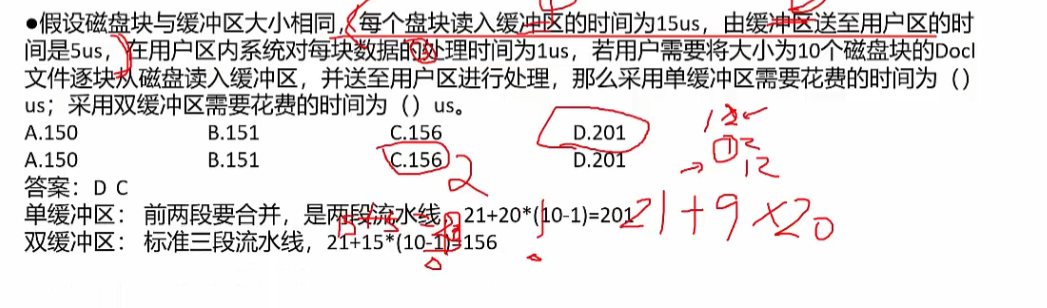 ●假设磁盘块与缓冲区大小相同，每个盘块读入缓冲区的时间为15us，由缓冲区送至用户区的时
间是5us，在用户区内系统对每块数据的处理时间为1us，若用户需要将大小为10个磁盘块的Docl
文件逐块从磁盘读入缓冲区，并送至用户区进行处理，那么采用单缓冲区需要花费的时间为（）
us；采用双缓冲区需要花费的时间为（）us。
A.150 B.151 C.156 D.201
A.150 B.151 C.156 D.201
答案：D C
单缓冲区： 前两段要合并，是两段流水线，21+20*(10-1)=201
双缓冲区： 标准三段流水线，21+15*(10-1)=156
21+9×20
2
12